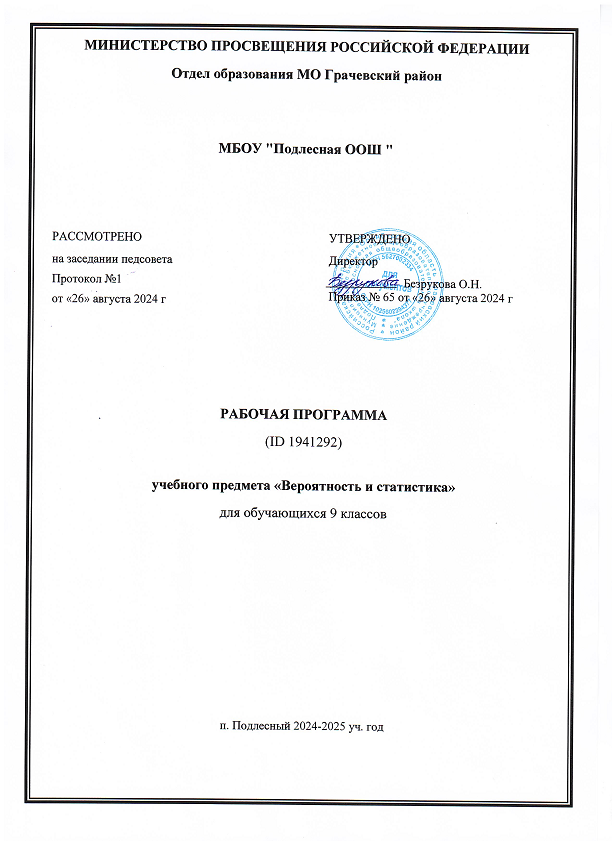 МИНИСТЕРСТВО ПРОСВЕЩЕНИЯ РОССИЙСКОЙ ФЕДЕРАЦИИ
Отдел образования МО Грачевский район
МБОУ "Подлесная ООШ "
РАССМОТРЕНО
на заседании педсовета
Протокол №1
от «26» августа 2024 г
УТВЕРЖДЕНО
Директор
Безрукова Безрукова О.Н.
Приказ № 65 от «26» августа 2024 г
для
РАБОЧАЯ ПРОГРАММА
(ID 1941292)
учебного предмета «Вероятность и статистика»
для обучающихся 9 классов
п. Подлесный 2024-2025 уч. год